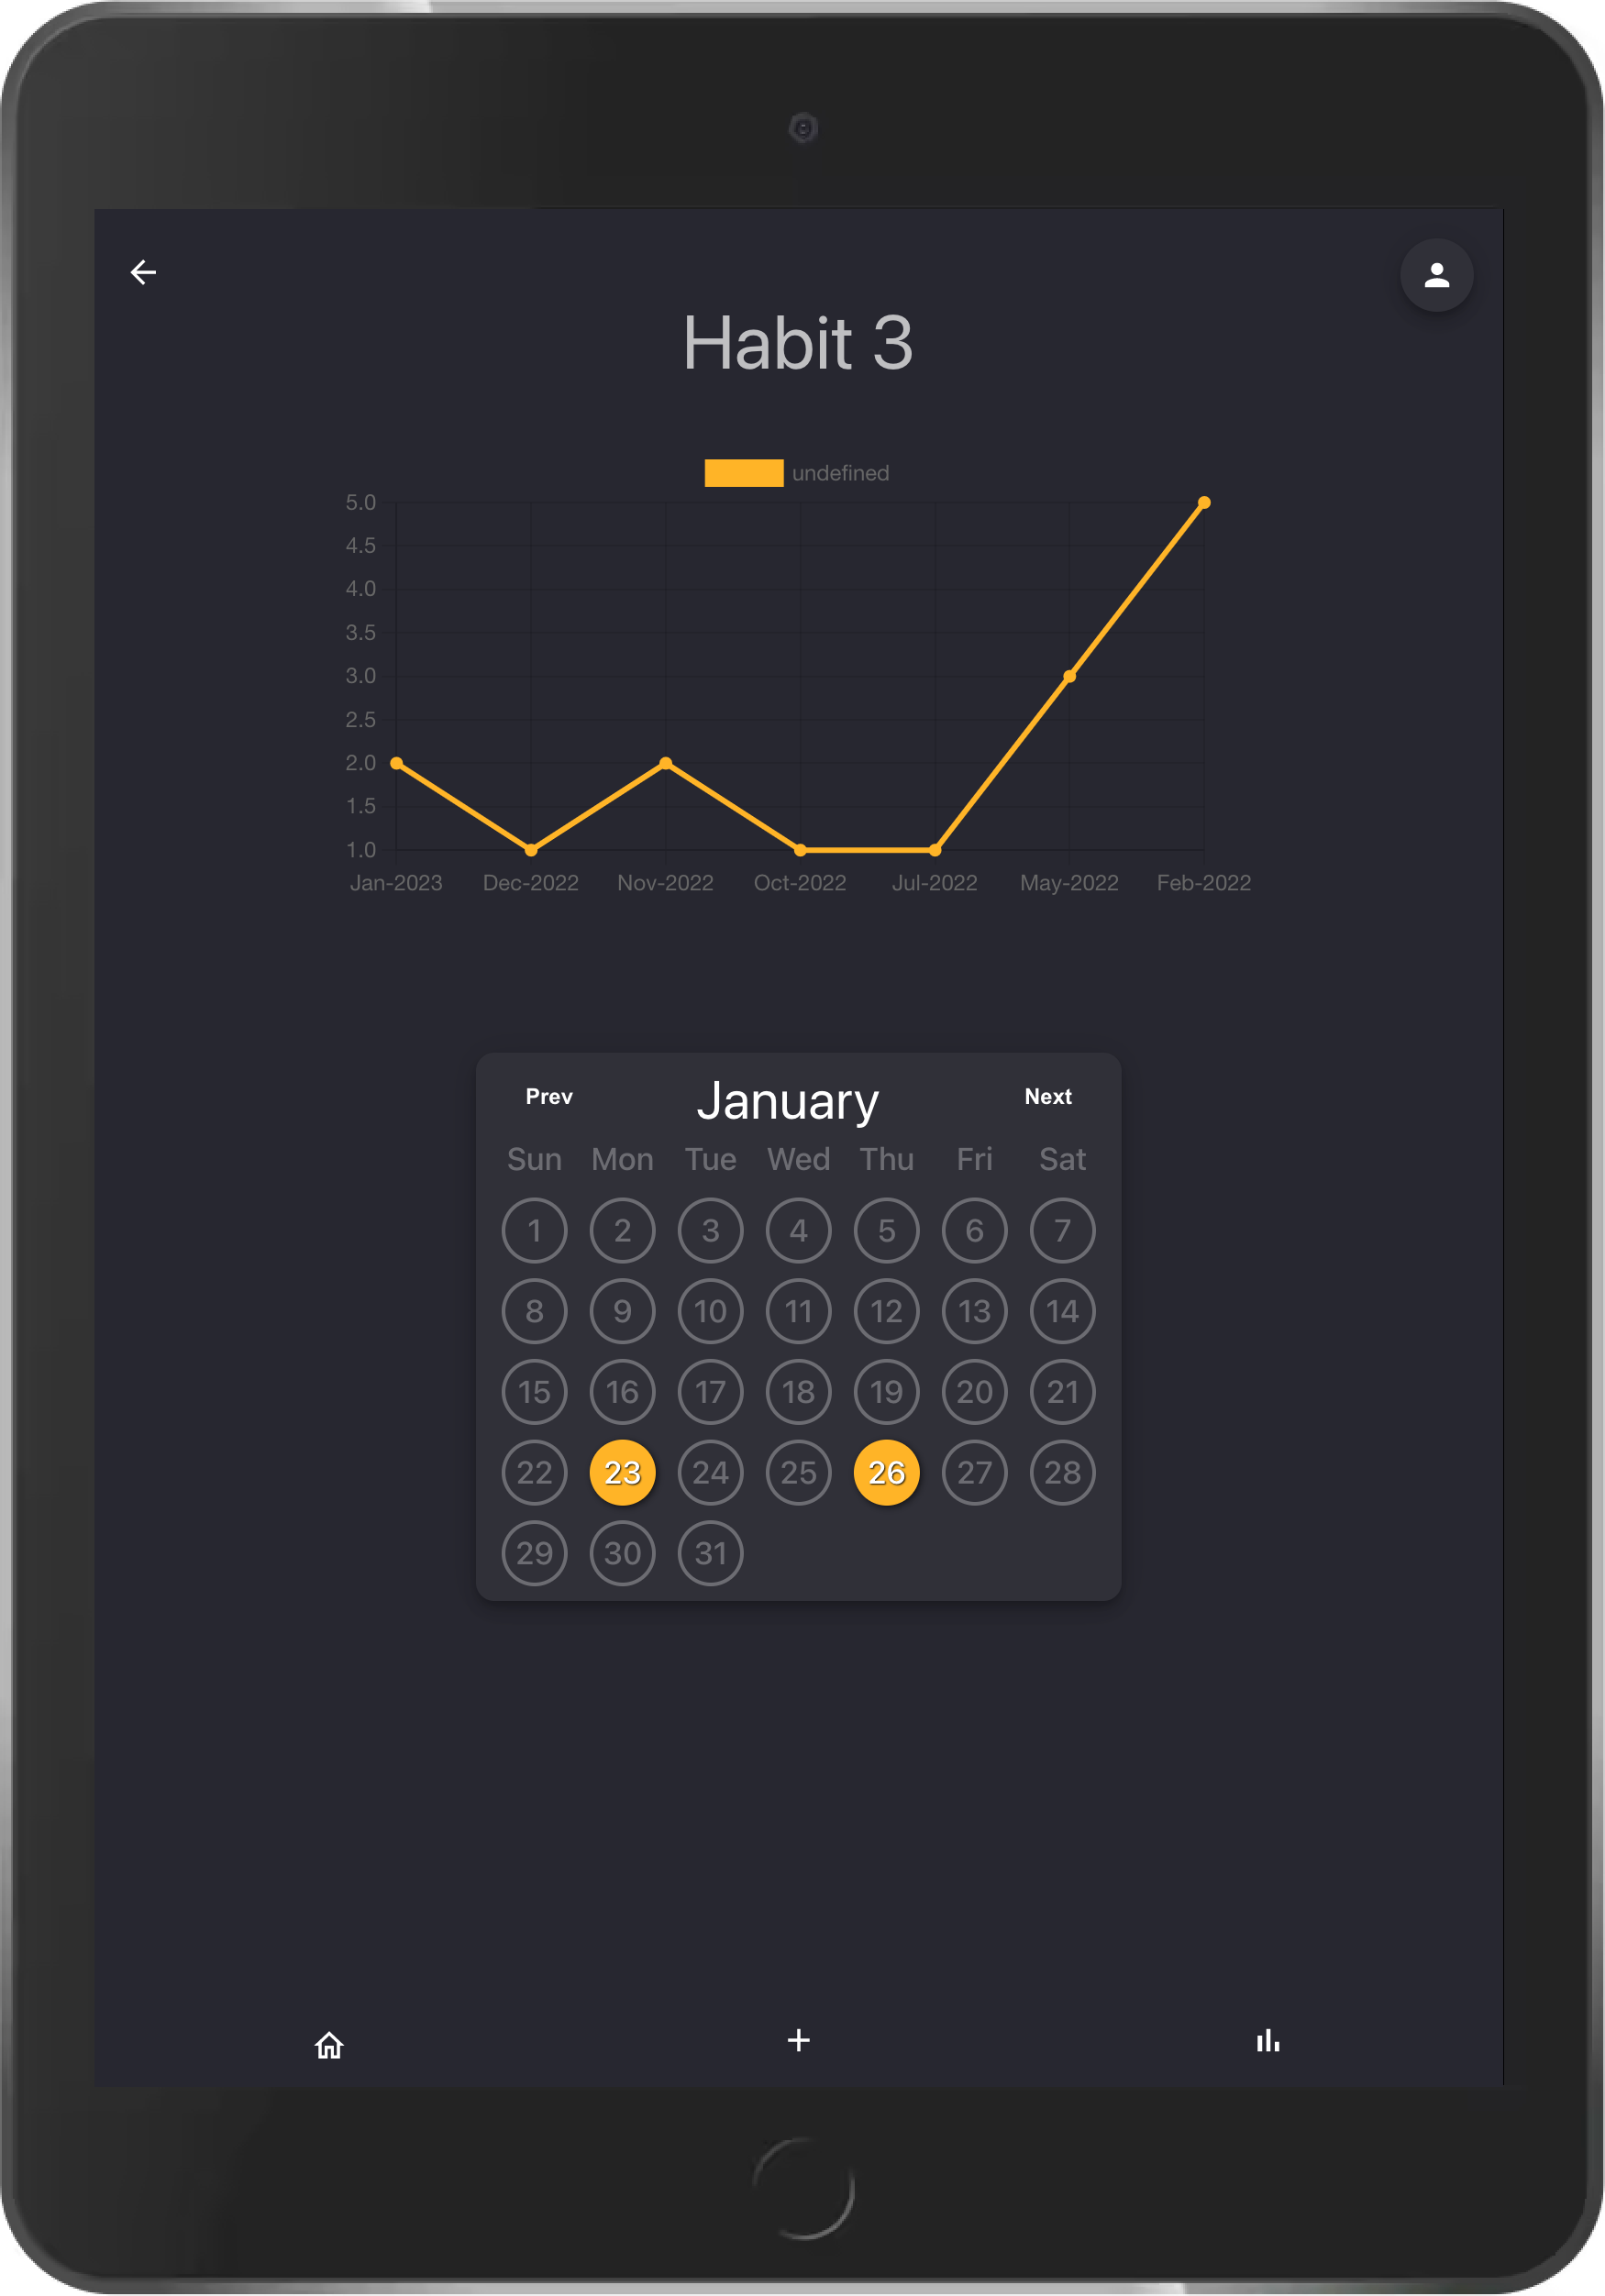 Habit 3
undefined
5.0
4.5
4.0
3.5
3.0
2.5
2.0
1.5
1.0
Jan-2023 Dec-2022 Nov-2022 Oct-2022 Jul-2022 May-2022 Feb-2022
Prev January Next
Sun Mon Tue Wed Thu Fri Sat
1 2 3 4 5 6 7
8 9 10 11 12 13 14
15 16 17 18 19 20 21
22 23 24 25 26 27 28
29 30 31